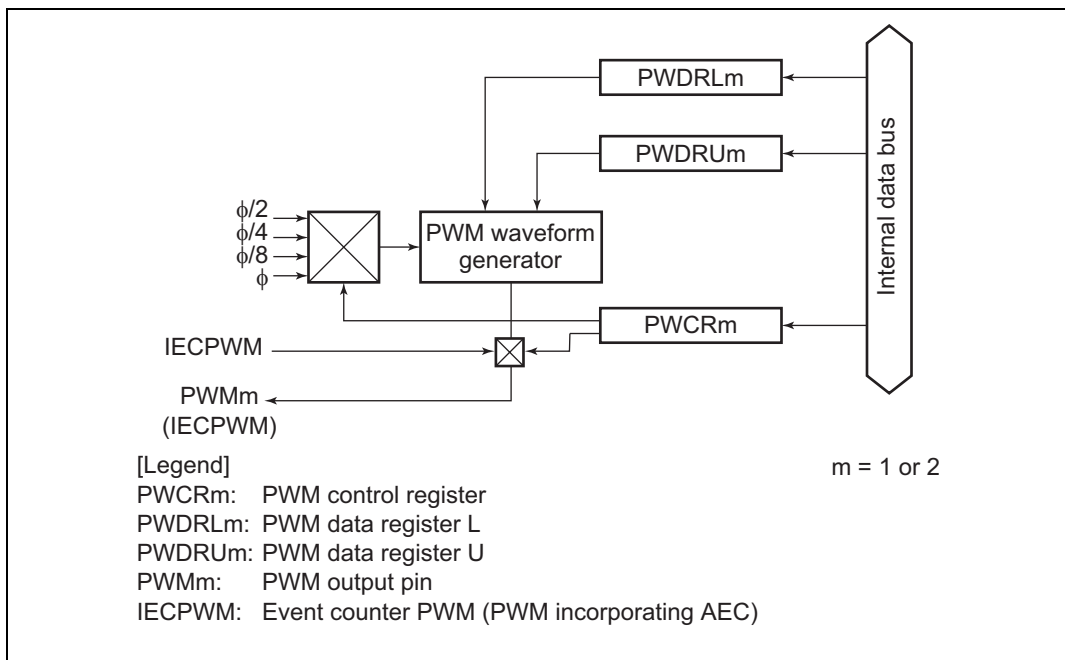 PWDRLm
PWDRUm
Internal data bus
ϕ/2
ϕ/4
ϕ/8
ϕ
PWM waveform
generator
PWCRm
IECPWM
PWMm
(IECPWM)
[Legend]
m = 1 or 2
PWCRm: PWM control register
PWDRLm: PWM data register L
PWDRUm: PWM data register U
PWMm: PWM output pin
IECPWM: Event counter PWM (PWM incorporating AEC)